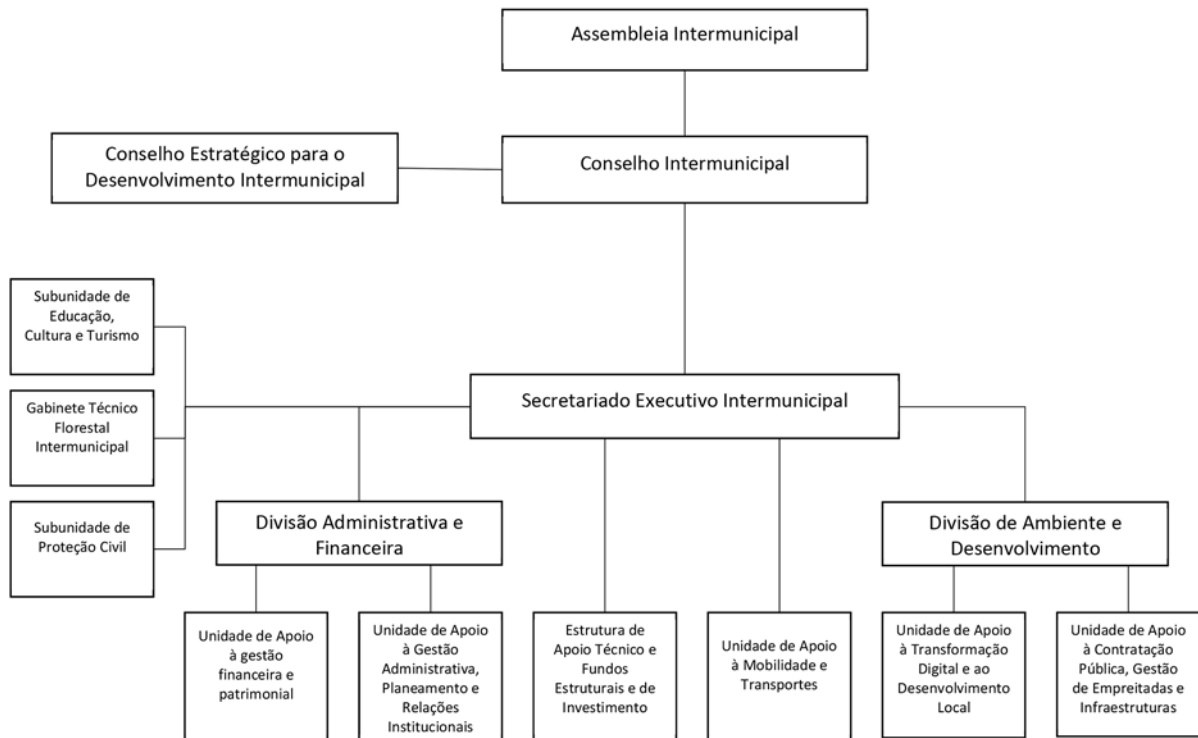 Assembleia Intermunicipal
Conselho Estratégico para o
Desenvolvimento Intermunicipal
Conselho Intermunicipal
Subunidade de
Educação,
Cultura e Turismo
Gabinete Técnico
Florestal
Intermunicipal
Subunidade de
Proteção Civil
Secretariado Executivo Intermunicipal
Divisão Administrativa e
Financeira
Divisão de Ambiente e
Desenvolvimento
Unidade de Apoio
à gestão
financeira e
patrimonial
Unidade de Apoio
à Gestão
Administrativa,
Planeamento e
Relações
Institucionais
Estrutura de
Apoio Técnico e
Fundos
Estruturais e de
Investimento
Unidade de Apoio
à Mobilidade e
Transportes
Unidade de Apoio
à Transformação
Digital e ao
Desenvolvimento
Local
Unidade de Apoio
à Contratação
Pública, Gestão
de Empreitadas e
Infraestruturas